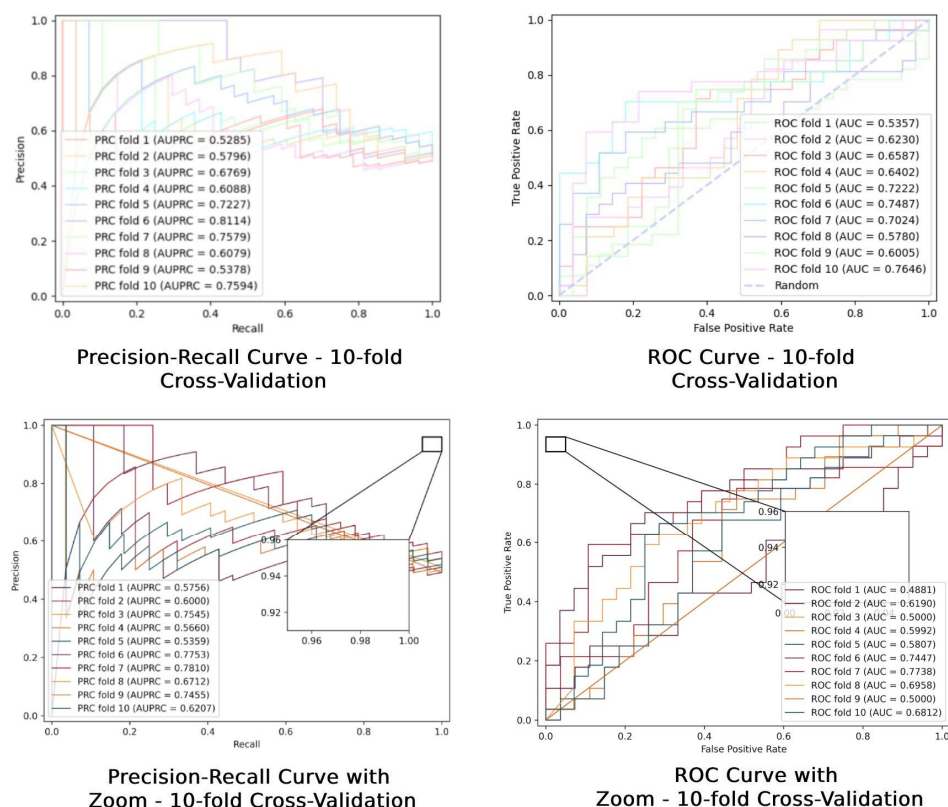 1.0
0.8
0.6
0.4
0.2
0.0
Precision
PRC fold 1 (AUPRC = 0.5285)
PRC fold 2 (AUPRC = 0.5796)
PRC fold 3 (AUPRC = 0.6769)
PRC fold 4 (AUPRC = 0.6088)
PRC fold 5 (AUPRC = 0.7227)
PRC fold 6 (AUPRC = 0.8114)
PRC fold 7 (AUPRC = 0.7579)
PRC fold 8 (AUPRC = 0.6079)
PRC fold 9 (AUPRC = 0.5378)
PRC fold 10 (AUPRC = 0.7594)
0.0 0.2 0.4 0.6 0.8 1.0
Recall
Precision-Recall Curve - 10-fold
Cross-Validation
1.0
0.8
0.6
0.4
0.2
0.0
True Positive Rate
ROC fold 1 (AUC = 0.5357)
ROC fold 2 (AUC = 0.6230)
ROC fold 3 (AUC = 0.6587)
ROC fold 4 (AUC = 0.6402)
ROC fold 5 (AUC = 0.7222)
ROC fold 6 (AUC = 0.7487)
ROC fold 7 (AUC = 0.7024)
ROC fold 8 (AUC = 0.5780)
ROC fold 9 (AUC = 0.6005)
ROC fold 10 (AUC = 0.7646)
Random
0.0 0.2 0.4 0.6 0.8 1.0
False Positive Rate
ROC Curve - 10-fold
Cross-Validation
1.0
0.8
0.6
0.4
0.2
0.0
Precision
0.96
0.94
0.92
0.96 0.98 1.00
PRC fold 1 (AUPRC = 0.5756)
PRC fold 2 (AUPRC = 0.6000)
PRC fold 3 (AUPRC = 0.7545)
PRC fold 4 (AUPRC = 0.5660)
PRC fold 5 (AUPRC = 0.5359)
PRC fold 6 (AUPRC = 0.7753)
PRC fold 7 (AUPRC = 0.7810)
PRC fold 8 (AUPRC = 0.6712)
PRC fold 9 (AUPRC = 0.7455)
PRC fold 10 (AUPRC = 0.6207)
0.0 0.2 0.4 0.6 0.8 1.0
Recall
Precision-Recall Curve with
Zoom - 10-fold Cross-Validation
1.0
0.8
0.6
0.4
0.2
0.0
True Positive Rate
0.96
0.94
0.92
ROC fold 1 (AUC = 0.4881)
ROC fold 2 (AUC = 0.6190)
ROC fold 3 (AUC = 0.5000)
ROC fold 4 (AUC = 0.5992)
ROC fold 5 (AUC = 0.5807)
ROC fold 6 (AUC = 0.7447)
ROC fold 7 (AUC = 0.7738)
ROC fold 8 (AUC = 0.6958)
ROC fold 9 (AUC = 0.5000)
ROC fold 10 (AUC = 0.6812)
0.0 0.2 0.4 0.6 0.8 1.0
False Positive Rate
ROC Curve with
Zoom - 10-fold Cross-Validation